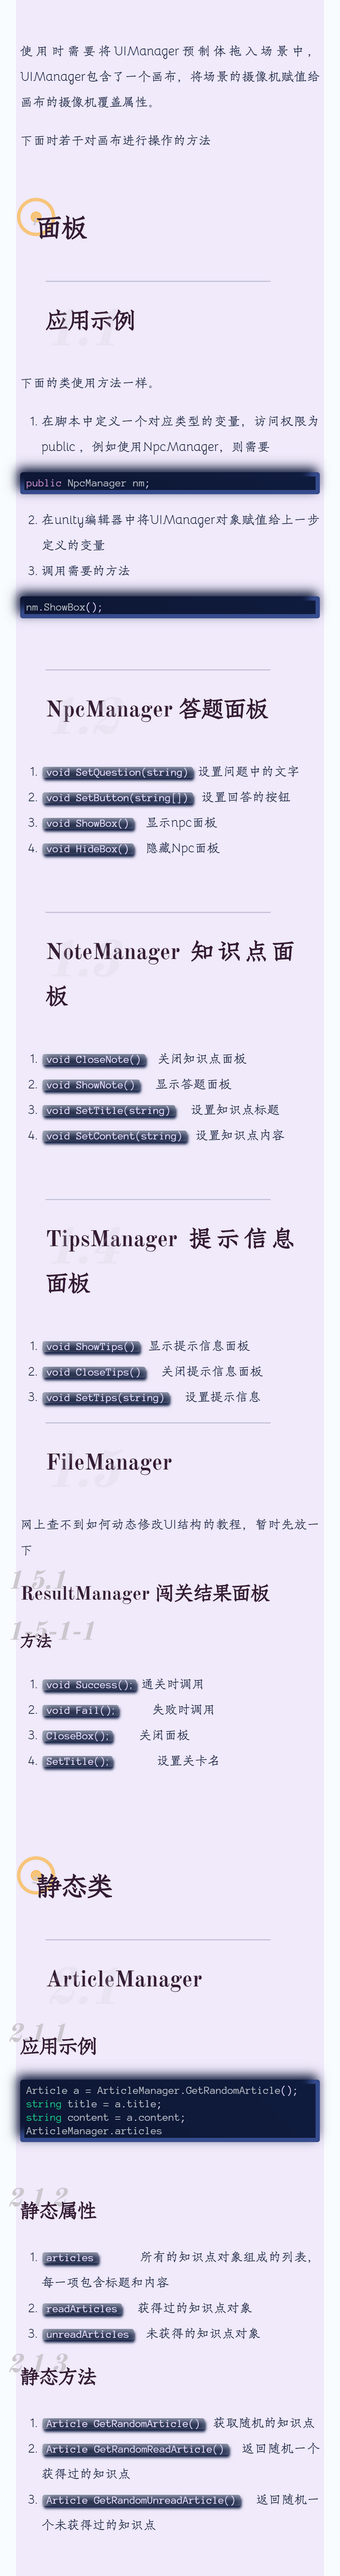 使用时需要将UIManager预制体拖入场景中，
UIManager包含了一个画布，将场景的摄像机赋值给
画布的摄像机覆盖属性。
下面时若干对画布进行操作的方法
面板
1.1
应用示例
下面的类使用方法一样。
1. 在脚本中定义一个对应类型的变量，访问权限为
public ，例如使用NpcManager，则需要
public NpcManager nm;
2. 在unity编辑器中将UIManager对象赋值给上一步
定义的变量
3. 调用需要的方法
nm.ShowBox();
1.2
NpcManager 答题面板
1. void SetQuestion(string) 设置问题中的文字
2. void SetButton(string[]) 设置回答的按钮
3. void ShowBox() 显示npc面板
4. void HideBox() 隐藏Npc面板
1.3
NoteManager 知识点面
板
1. void CloseNote() 关闭知识点面板
2. void ShowNote() 显示答题面板
3. void SetTitle(string) 设置知识点标题
4. void SetContent(string) 设置知识点内容
1.4
TipsManager 提示信息
面板
1. void ShowTips() 显示提示信息面板
2. void CloseTips() 关闭提示信息面板
3. void SetTips(string) 设置提示信息
1.5
FileManager
网上查不到如何动态修改UI结构的教程，暂时先放一
下
1.5.1
ResultManager 闯关结果面板
1-5-1-1
方法
1. void Success(); 通关时调用
2. void Fail(); 失败时调用
3. CloseBox(); 关闭面板
4. SetTitle(); 设置关卡名
静态类
2.1
ArticleManager
2.1.1
应用示例
Article a = ArticleManager.GetRandomArticle();
string title = a.title;
string content = a.content;
ArticleManager.articles
2.1.2
静态属性
1. articles 所有的知识点对象组成的列表，
每一项包含标题和内容
2. readArticles 获得过的知识点对象
3. unreadArticles 未获得的知识点对象
2.1.3
静态方法
1. Article GetRandomArticle() 获取随机的知识点
2. Article GetRandomReadArticle() 返回随机一个
获得过的知识点
3. Article GetRandomUnreadArticle() 返回随机一
个未获得过的知识点